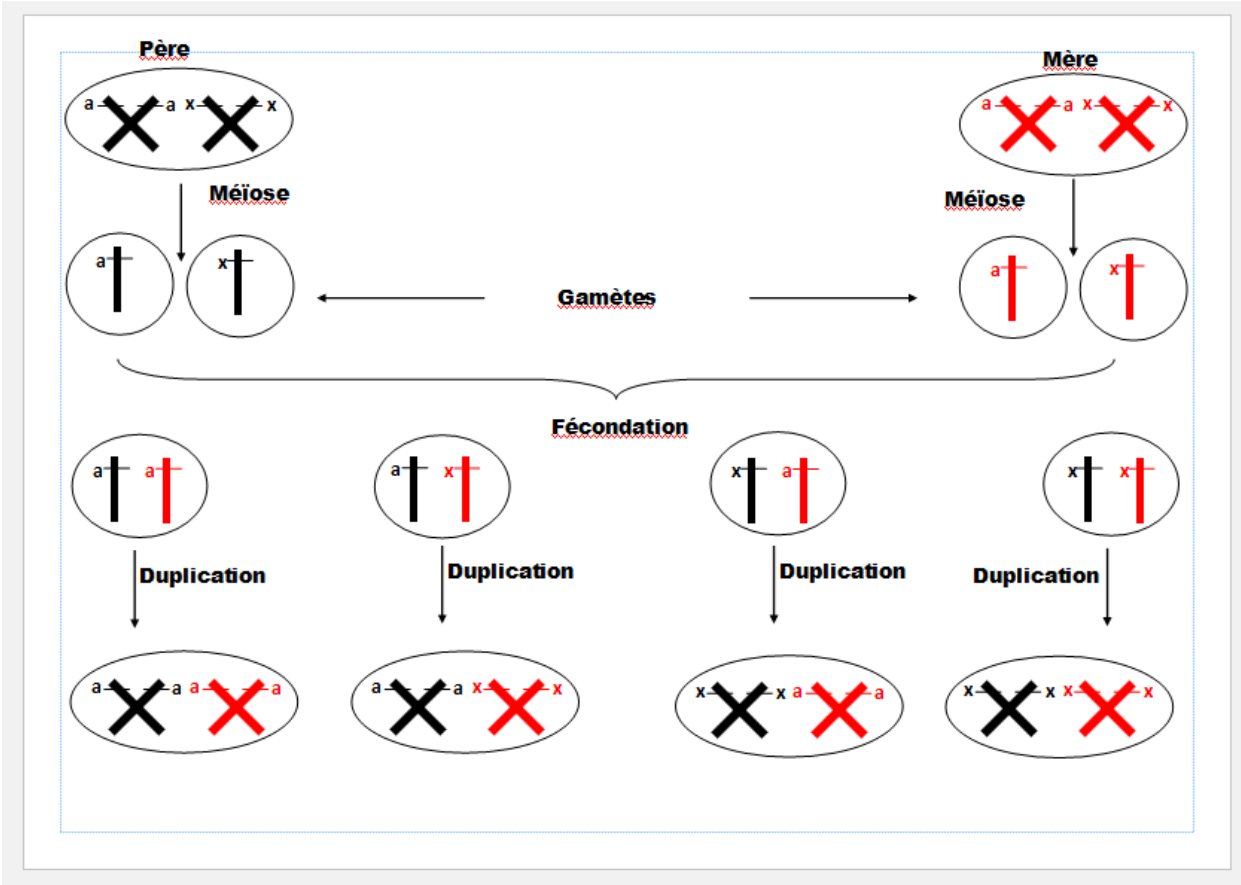 Père
Mère
a a x x
a a x x
Méïose
Méïose
a x
a x
Gamètes
Fécondation
a a
a x
x a
x x
Duplication
Duplication
Duplication
Duplication
a a a a
a a x x
x x a a
x x x x